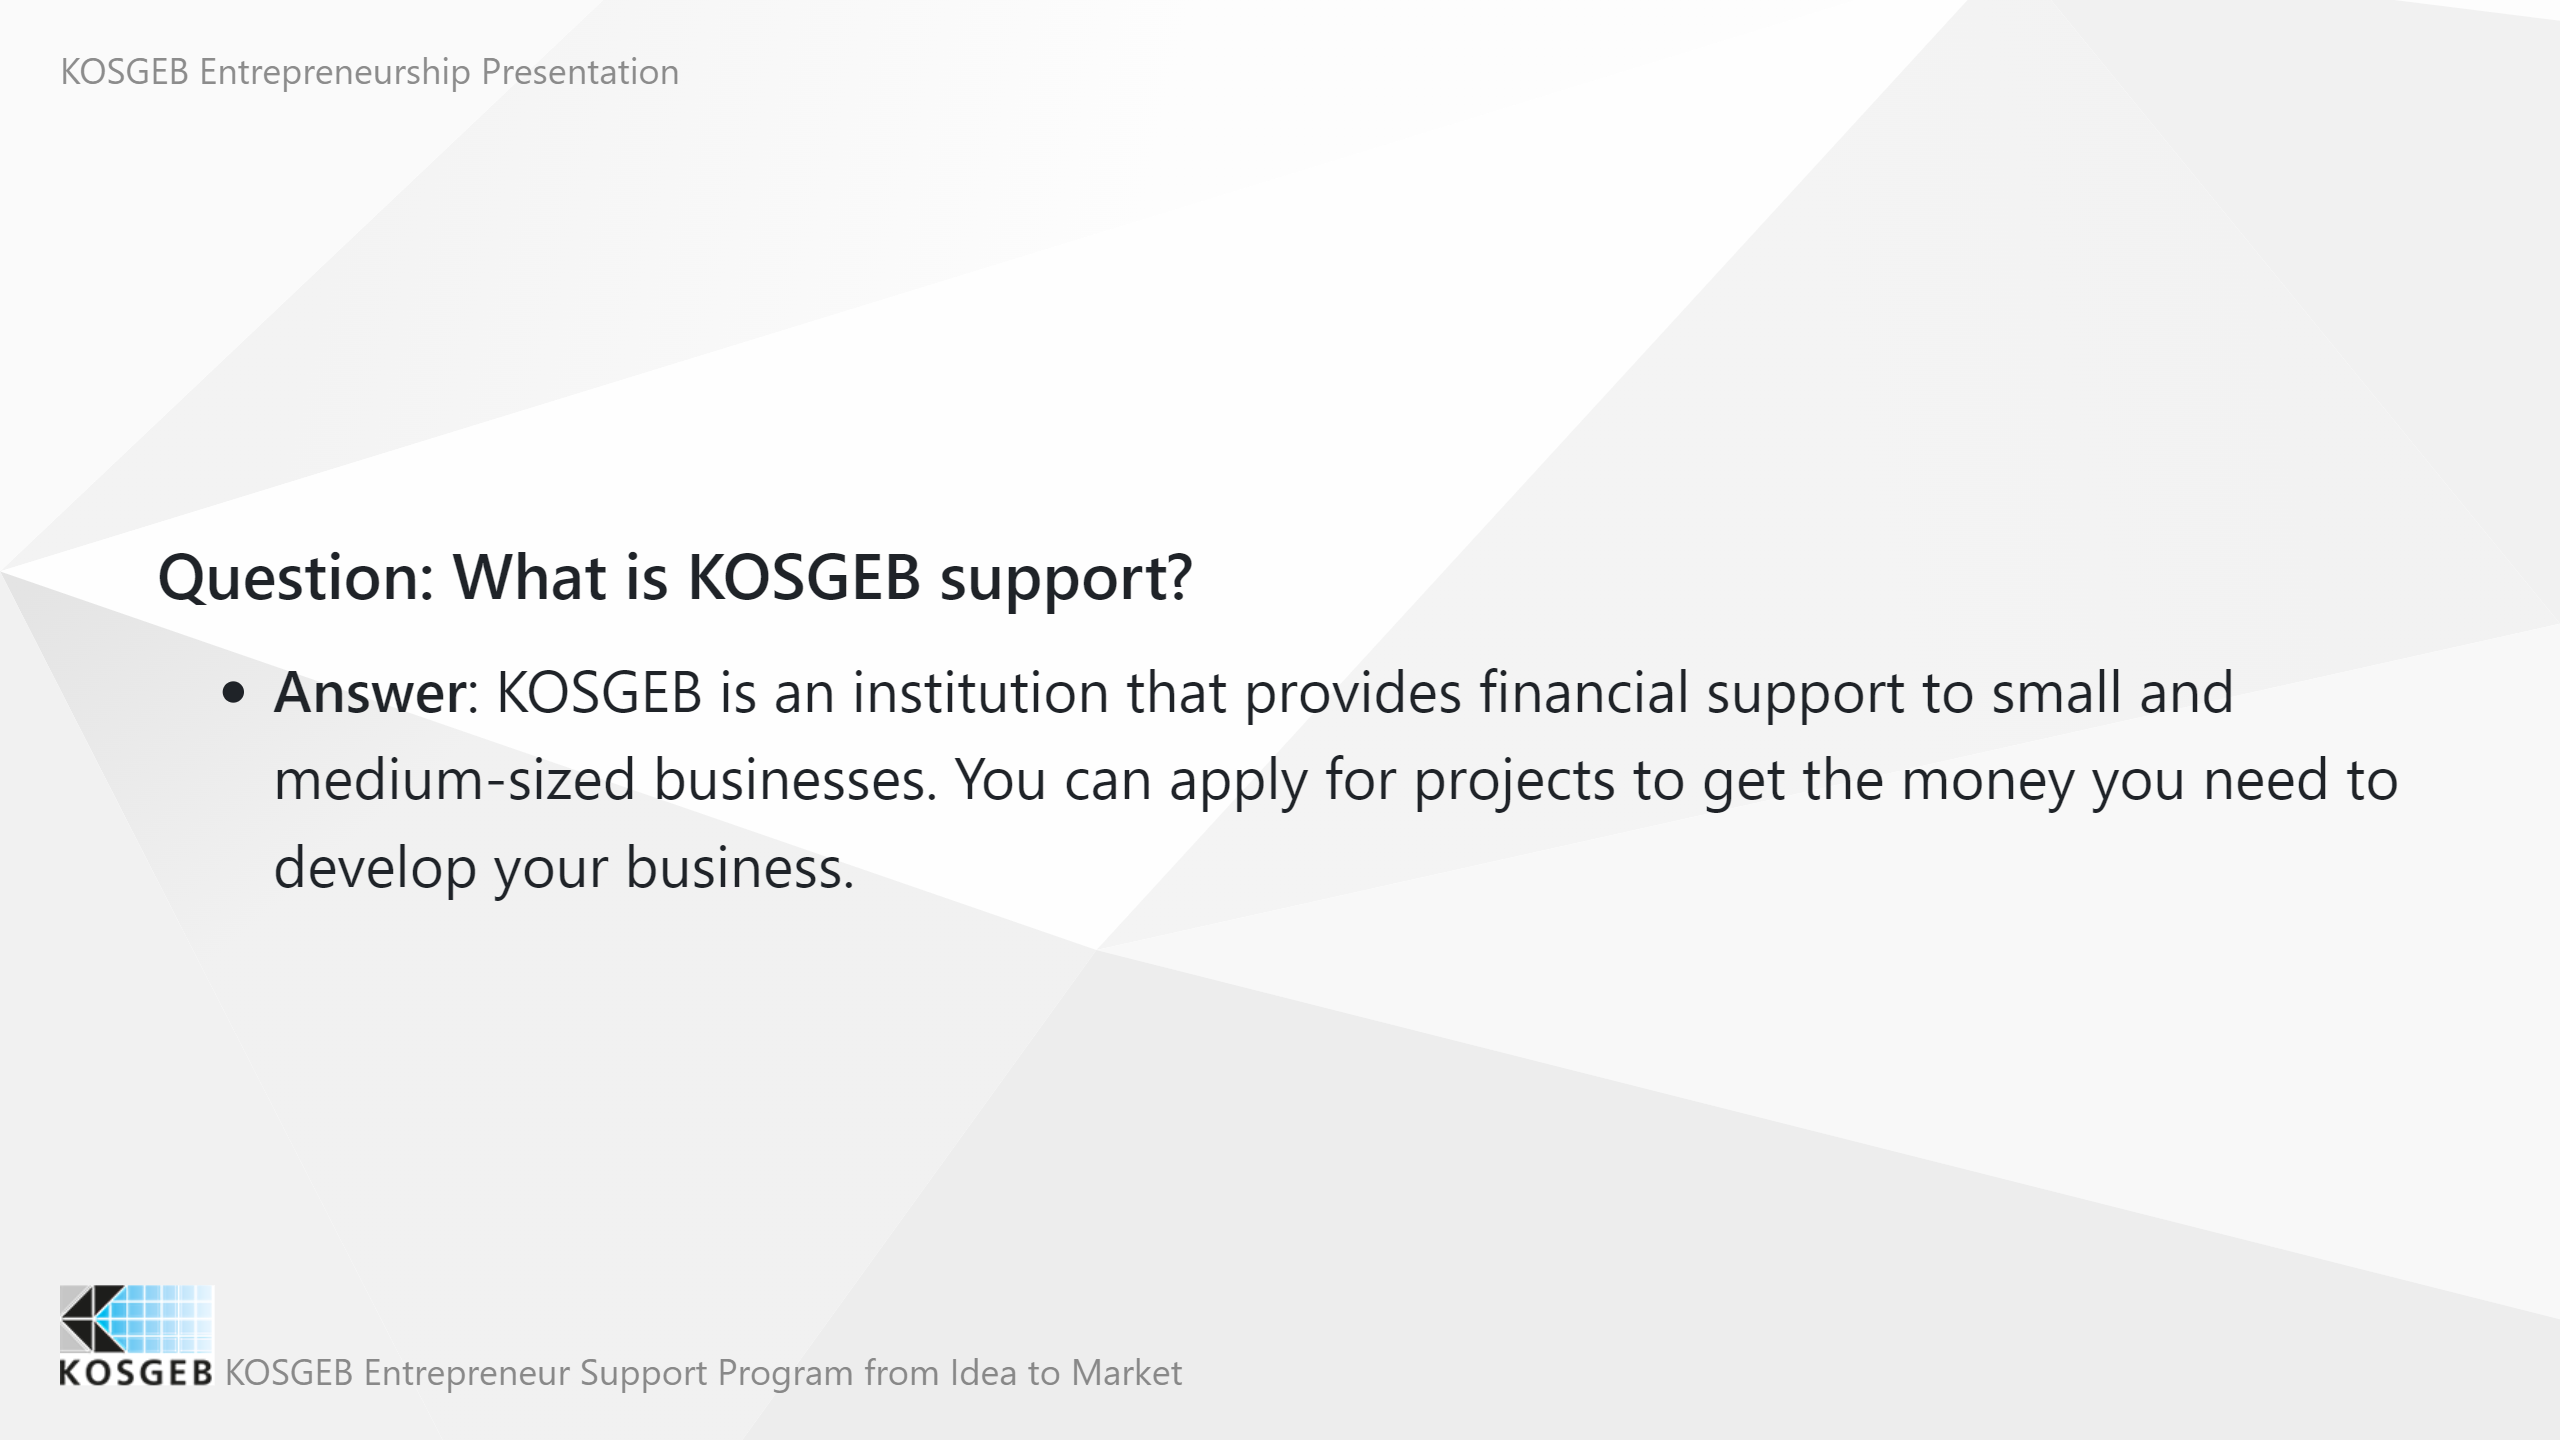 KOSGEB Entrepreneurship Presentation
Question: What is KOSGEB support?
• Answer: KOSGEB is an institution that provides financial support to small and
medium-sized businesses. You can apply for projects to get the money you need to
develop your business.
KOSGEB KOSGEB Entrepreneur Support Program from Idea to Market